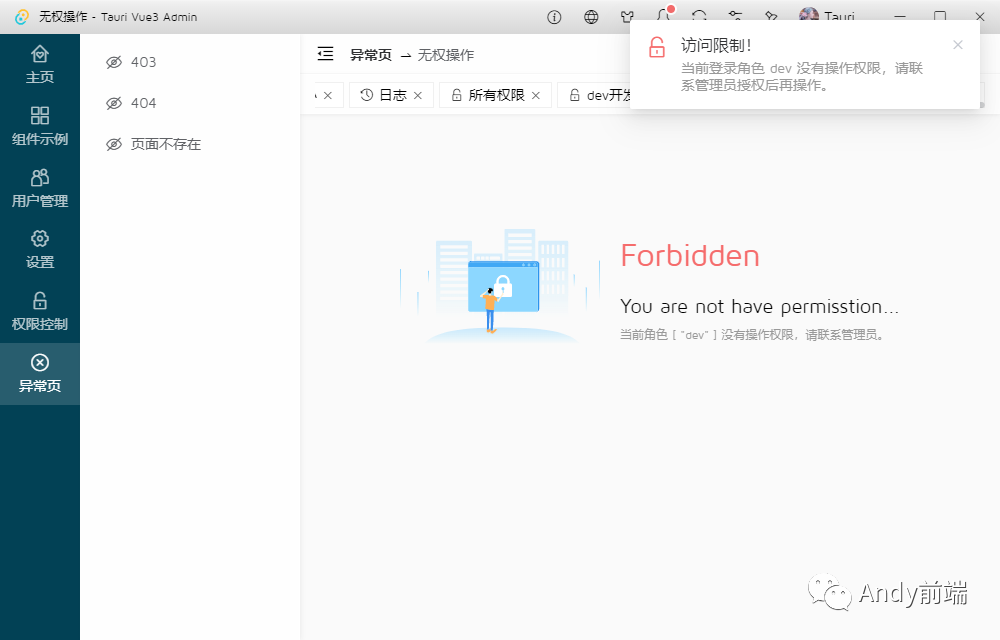 无权操作 - Tauri Vue3 Admin
Tauri
主页
组件示例
用户管理
设置
权限控制
异常页
403
404
页面不存在
异常页 → 无权操作
日志
所有权限
dev开发
访问限制！
当前登录角色 dev 没有操作权限，请联
系管理员授权后再操作。
Forbidden
You are not have permisstion...
当前角色 [ "dev" ] 没有操作权限，请联系管理员。
Andy前端